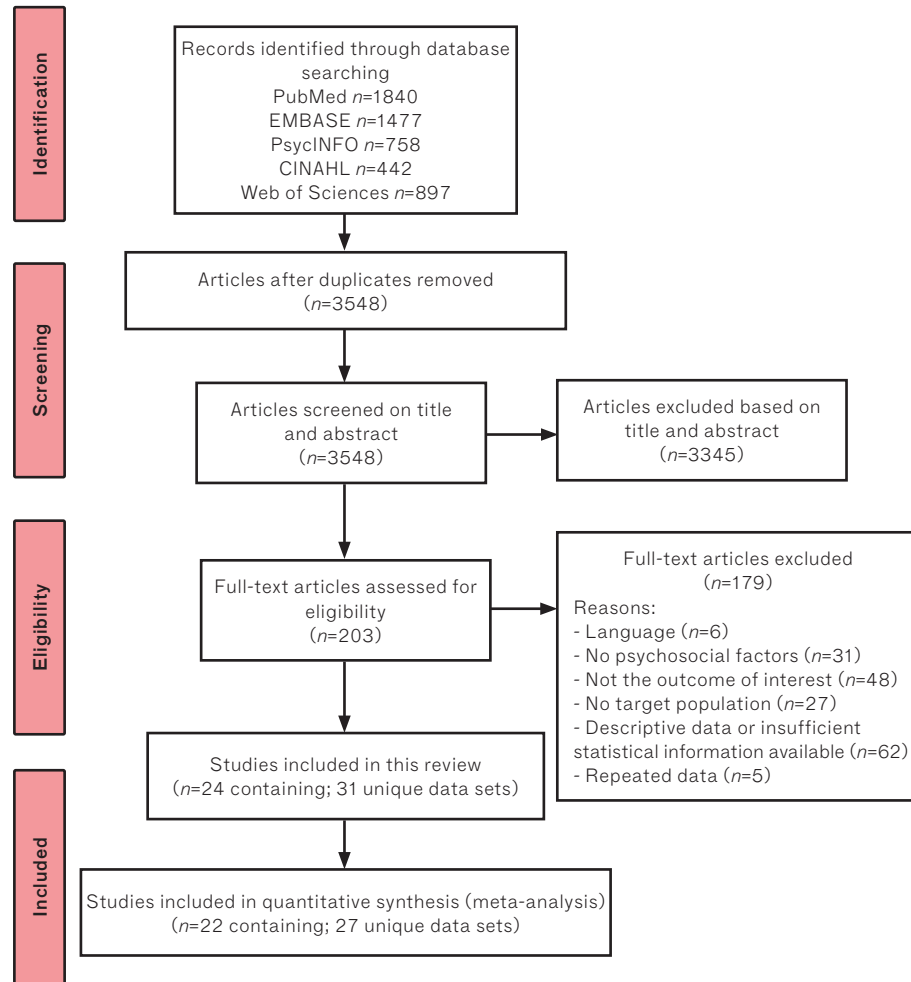 Identification
Records identified through database
searching
PubMed n=1840
EMBASE n=1477
PsycINFO n=758
CINAHL n=442
Web of Sciences n=897
Screening
Articles after duplicates removed
(n=3548)
Articles screened on title
and abstract
(n=3548)
Articles excluded based on
title and abstract
(n=3345)
Eligibility
Full-text articles assessed for
eligibility
(n=203)
Full-text articles excluded
(n=179)
Reasons:
- Language (n=6)
- No psychosocial factors (n=31)
- Not the outcome of interest (n=48)
- No target population (n=27)
- Descriptive data or insufficient
statistical information available (n=62)
- Repeated data (n=5)
Studies included in this review
(n=24 containing; 31 unique data sets)
Included
Studies included in quantitative synthesis (meta-analysis)
(n=22 containing; 27 unique data sets)